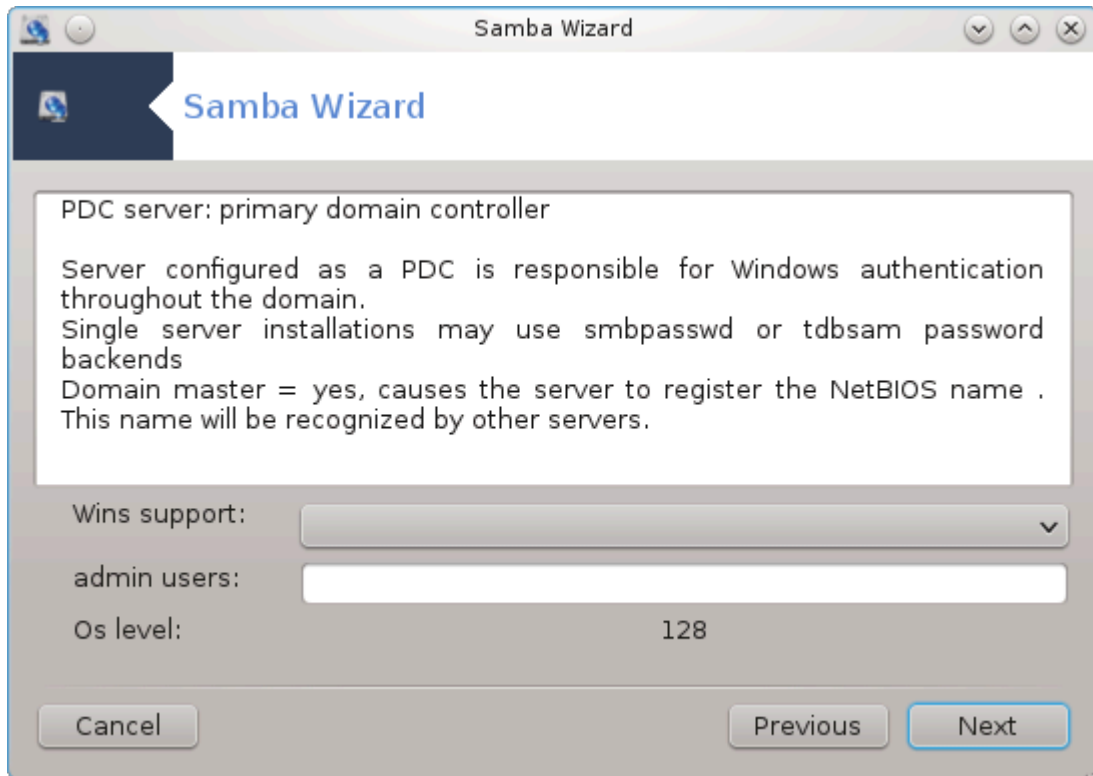 Samba Wizard
Samba Wizard
PDC server: primary domain controller
Server configured as a PDC is responsible for Windows authentication
throughout the domain.
Single server installations may use smbpasswd or tdbsam password
backends
Domain master = yes, causes the server to register the NetBIOS name .
This name will be recognized by other servers.
Wins support:
admin users:
Os level: 128
Cancel Previous Next